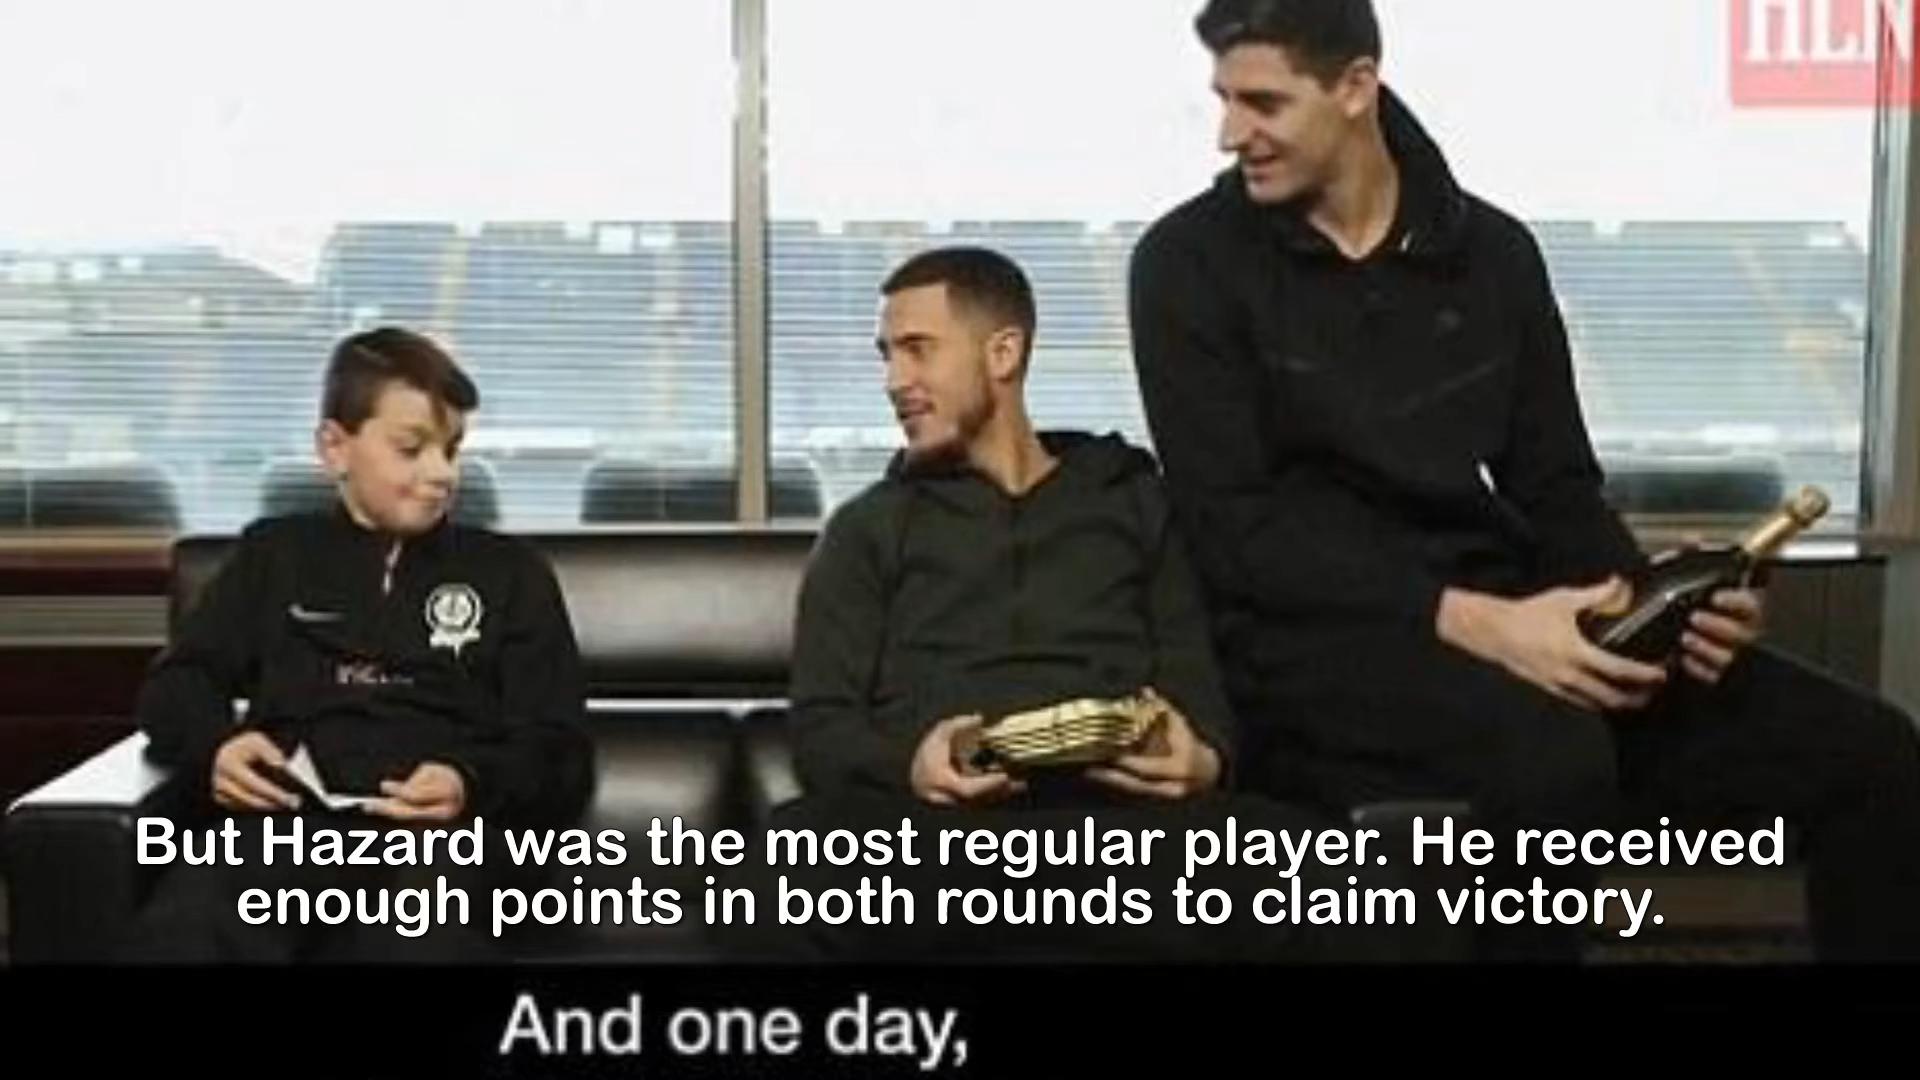 HLN
But Hazard was the most regular player. He received
enough points in both rounds to claim victory.
And one day,